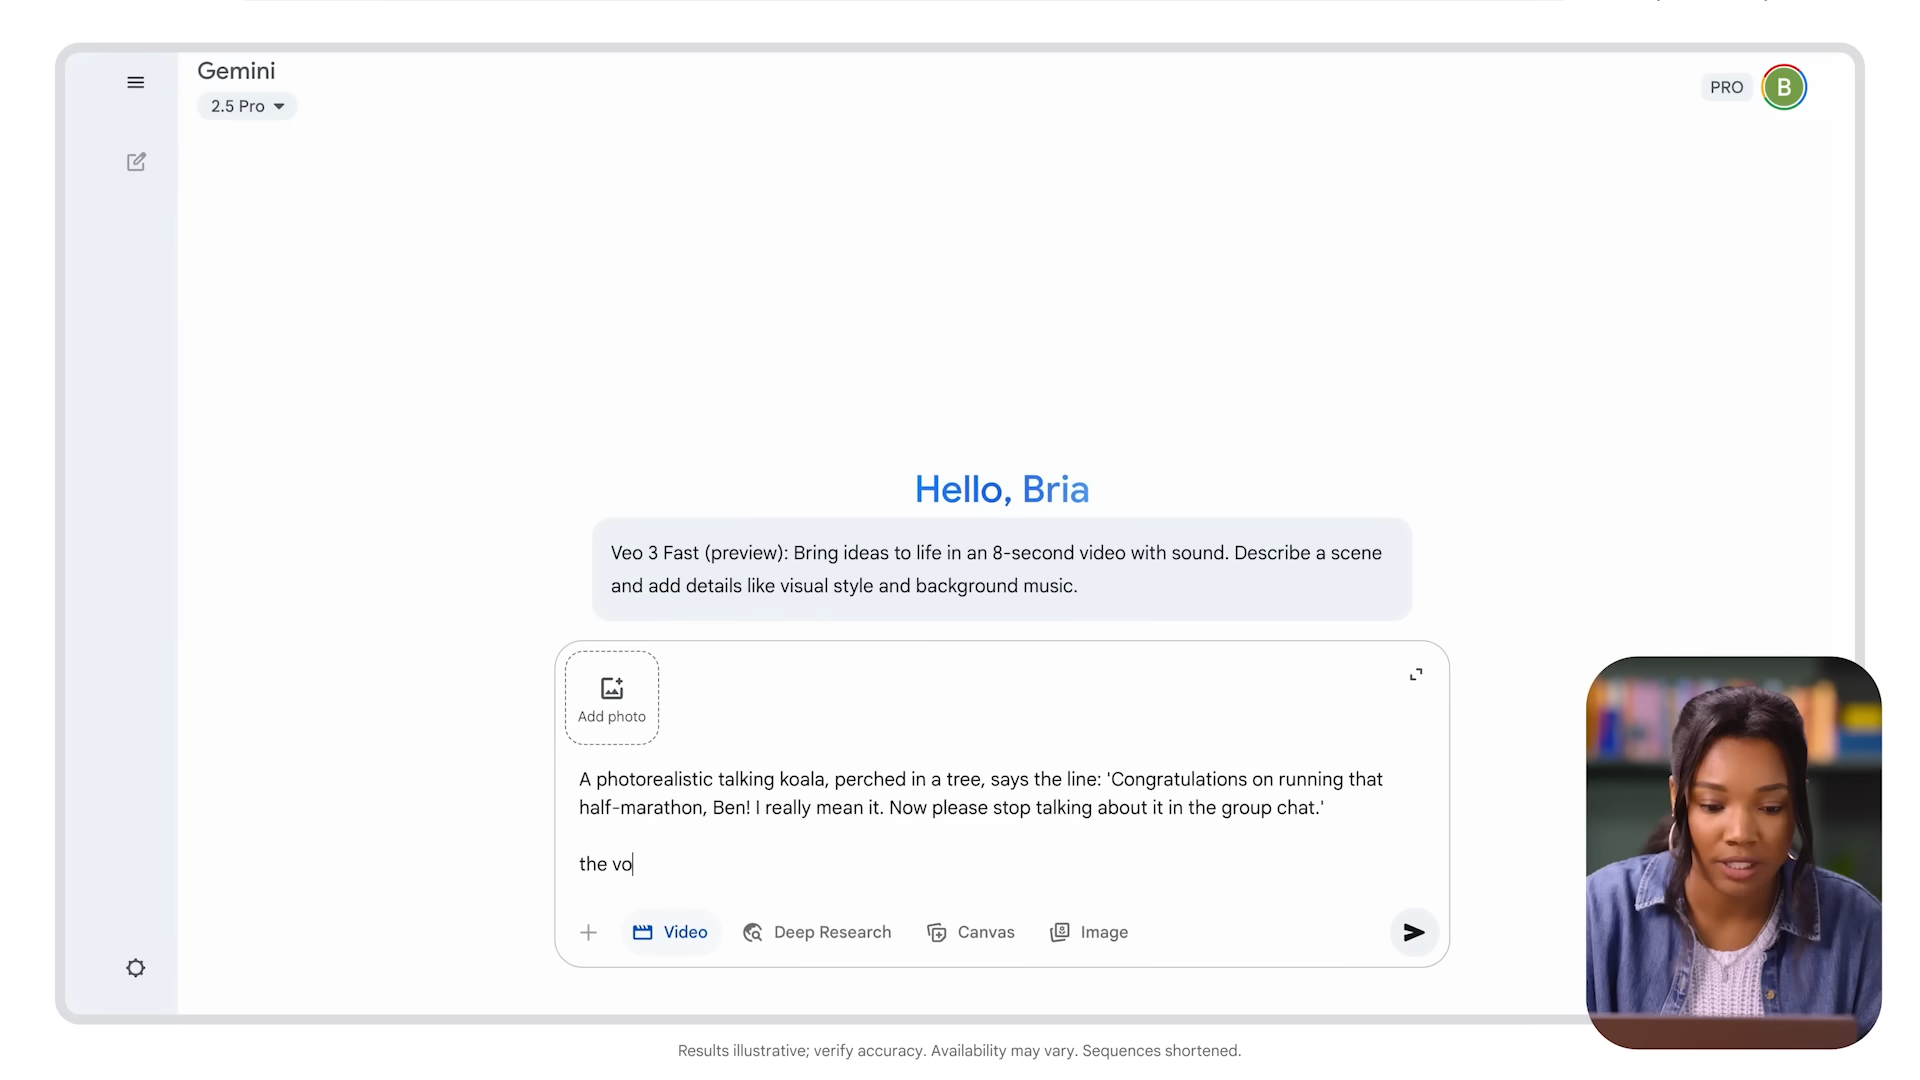 Gemini
2.5 Pro
PRO
B
Hello, Bria
Veo 3 Fast (preview): Bring ideas to life in an 8-second video with sound. Describe a scene
and add details like visual style and background music.
Add photo
A photorealistic talking koala, perched in a tree, says the line: 'Congratulations on running that
half-marathon, Ben! I really mean it. Now please stop talking about it in the group chat.'
the vo
Video
Deep Research
Canvas
Image
Results illustrative; verify accuracy. Availability may vary. Sequences shortened.